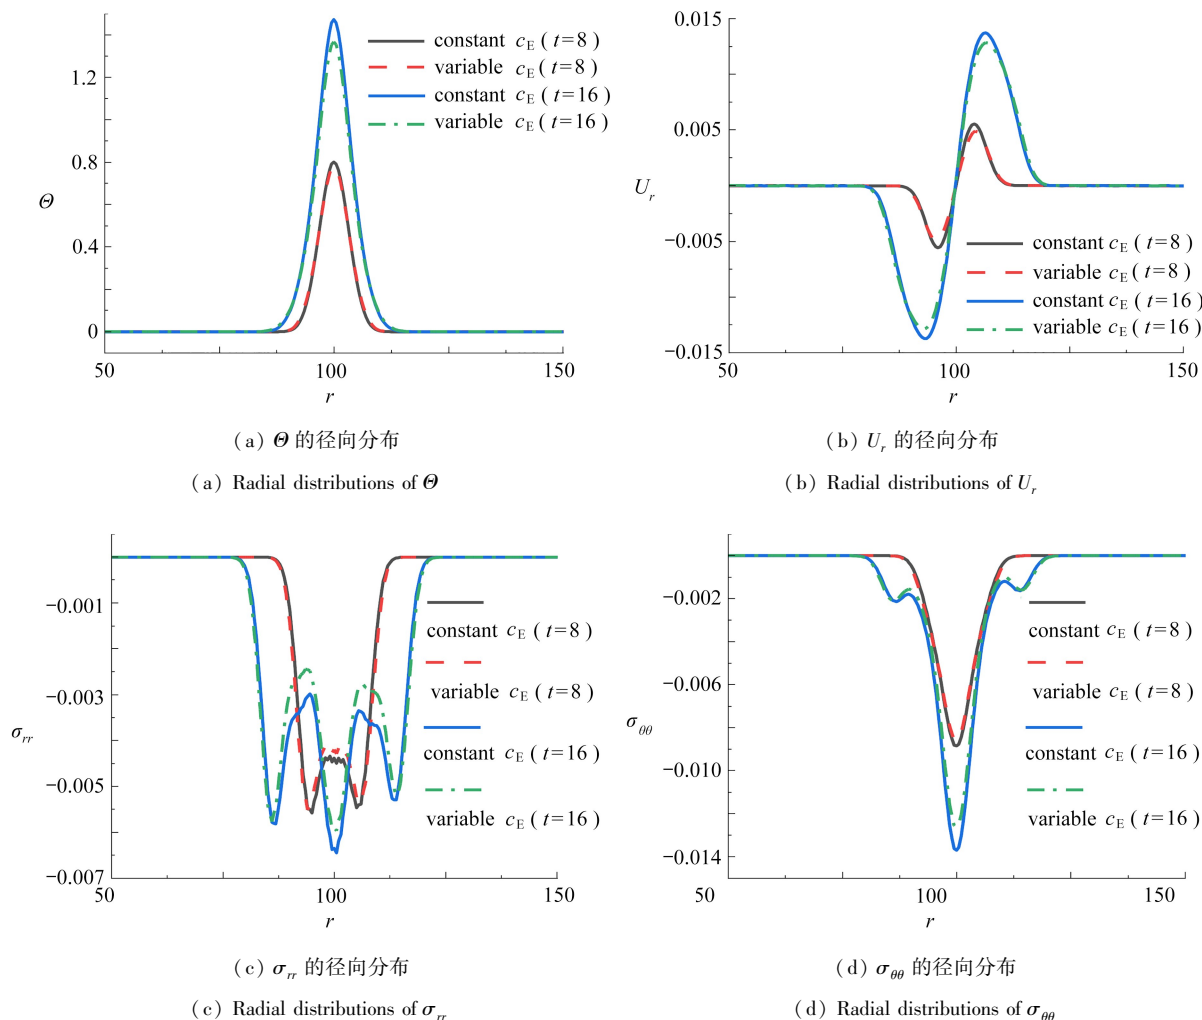 1.2
0.8
0.4
0
Θ
50
100
150
r
constant c_E ( t=8 )
variable c_E ( t=8 )
constant c_E ( t=16 )
variable c_E ( t=16 )
(a) Θ 的径向分布
(a) Radial distributions of Θ
0.015
0.005
−0.005
−0.015
U_r
50
100
150
r
constant c_E ( t=8 )
variable c_E ( t=8 )
constant c_E ( t=16 )
variable c_E ( t=16 )
(b) U_r 的径向分布
(b) Radial distributions of U_r
−0.001
−0.003
−0.005
−0.007
σ_rr
50
100
150
r
constant c_E ( t=8 )
variable c_E ( t=8 )
constant c_E ( t=16 )
variable c_E ( t=16 )
(c) σ_rr 的径向分布
(c) Radial distributions of σ_rr
−0.002
−0.006
−0.010
−0.014
σ_θθ
50
100
150
r
constant c_E ( t=8 )
variable c_E ( t=8 )
constant c_E ( t=16 )
variable c_E ( t=16 )
(d) σ_θθ 的径向分布
(d) Radial distributions of σ_θθ